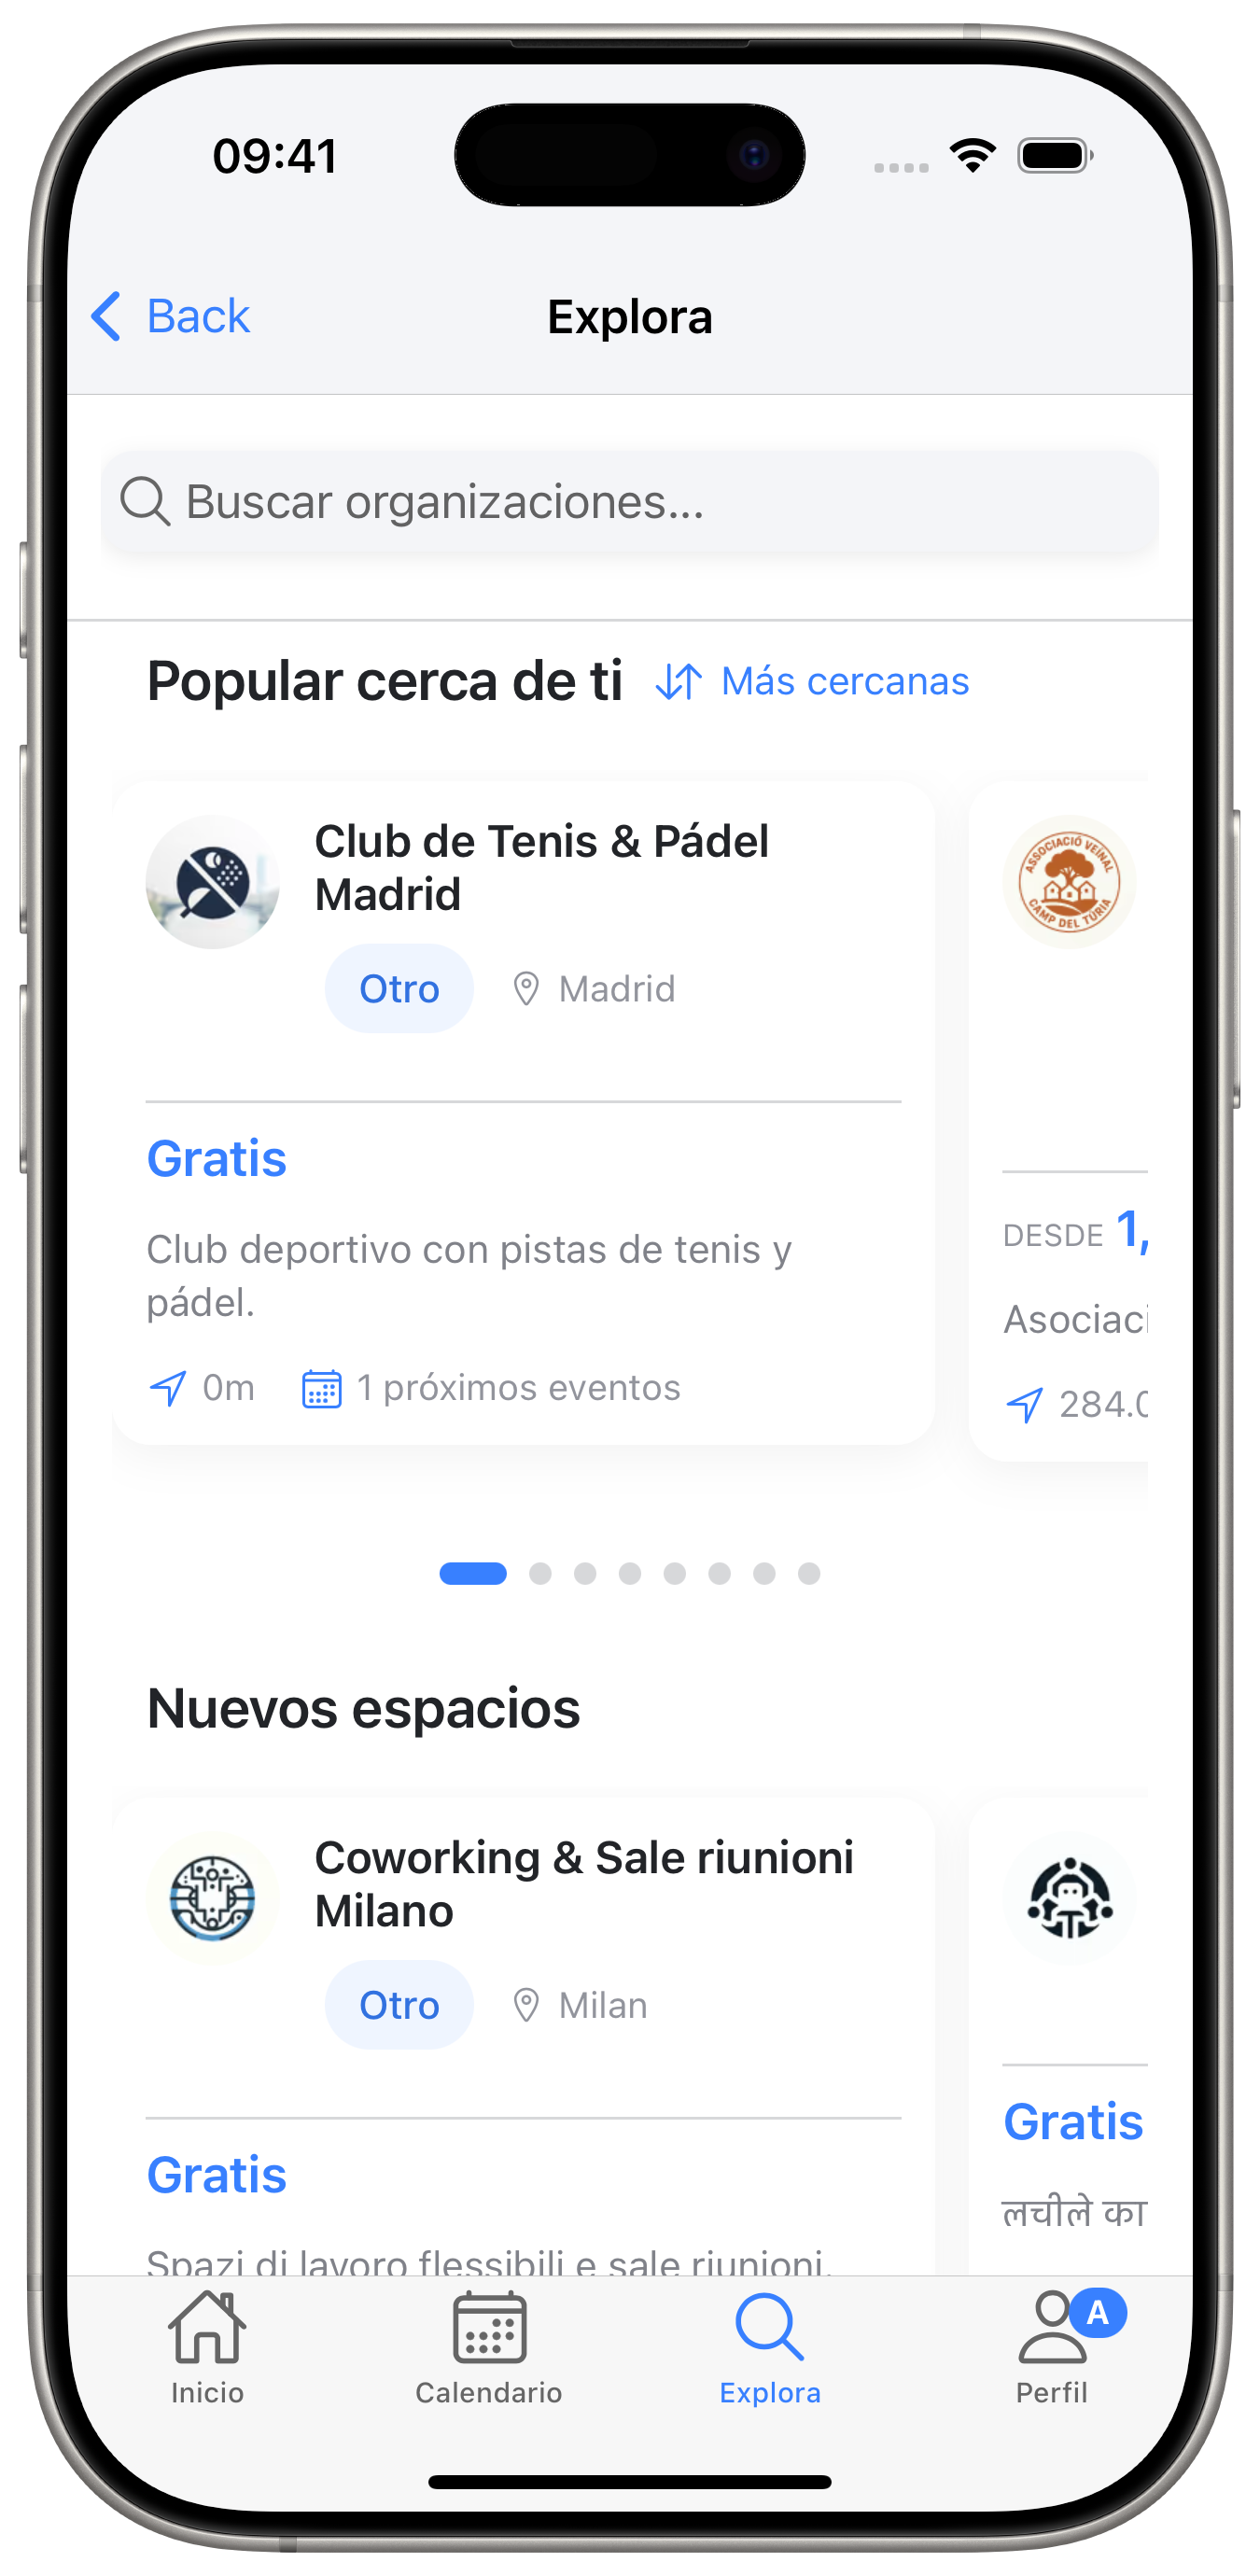 09:41
Back
Explora
Buscar organizaciones...
Popular cerca de ti
Más cercanas
Club de Tenis & Pádel
Madrid
Otro
Madrid
Gratis
Club deportivo con pistas de tenis y
pádel.
0m
1 próximos eventos
ASSOCIACIÓ VEÏNAL
CAMP DEL TÚRIA
DESDE 1,
Asociaci
284.0
Nuevos espacios
Coworking & Sale riunioni
Milano
Otro
Milan
Gratis
Spazi di lavoro flessibili e sale riunioni.
Gratis
लचीले का
Inicio
Calendario
Explora
A
Perfil